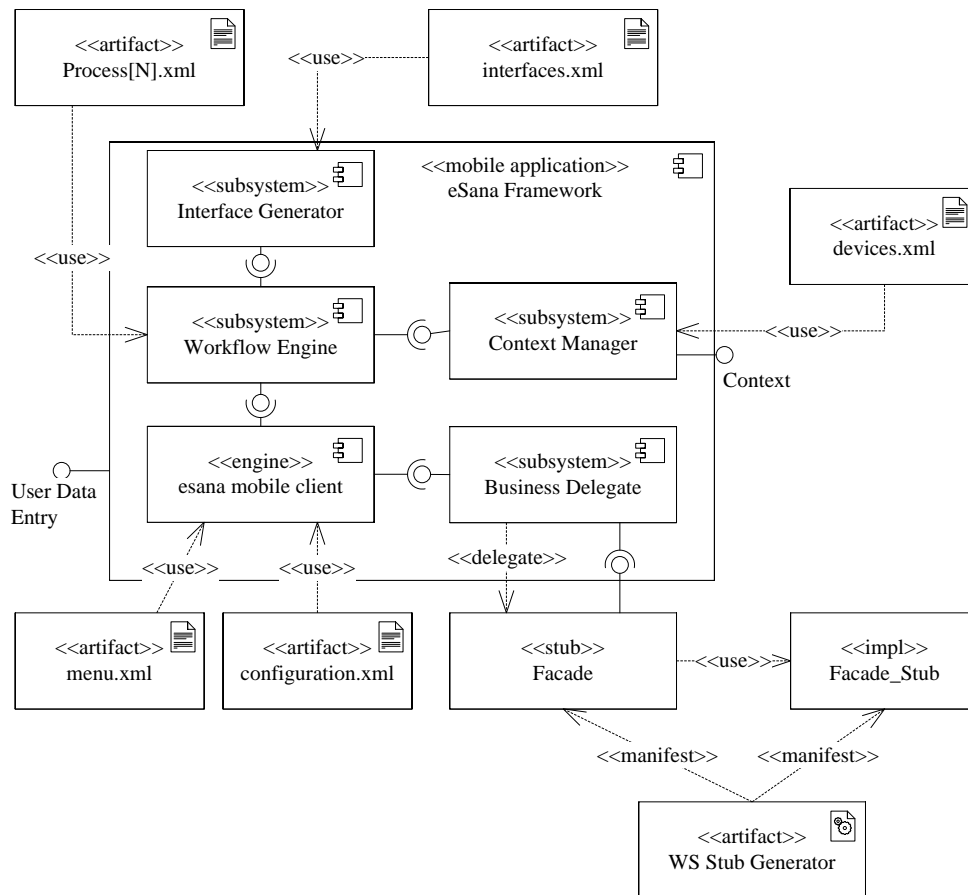 <<artifact>>
Process[N].xml
<<use>>
<<artifact>>
interfaces.xml
<<mobile application>>
eSana Framework
<<subsystem>>
Interface Generator
<<artifact>>
devices.xml
<<use>>
<<subsystem>>
Workflow Engine
<<subsystem>>
Context Manager
<<use>>
Context
<<engine>>
esana mobile client
<<subsystem>>
Business Delegate
User Data
Entry
<<use>>
<<use>>
<<delegate>>
<<artifact>>
menu.xml
<<artifact>>
configuration.xml
<<stub>>
Facade
<<use>>
<<impl>>
Facade_Stub
<<manifest>>
<<manifest>>
<<artifact>>
WS Stub Generator